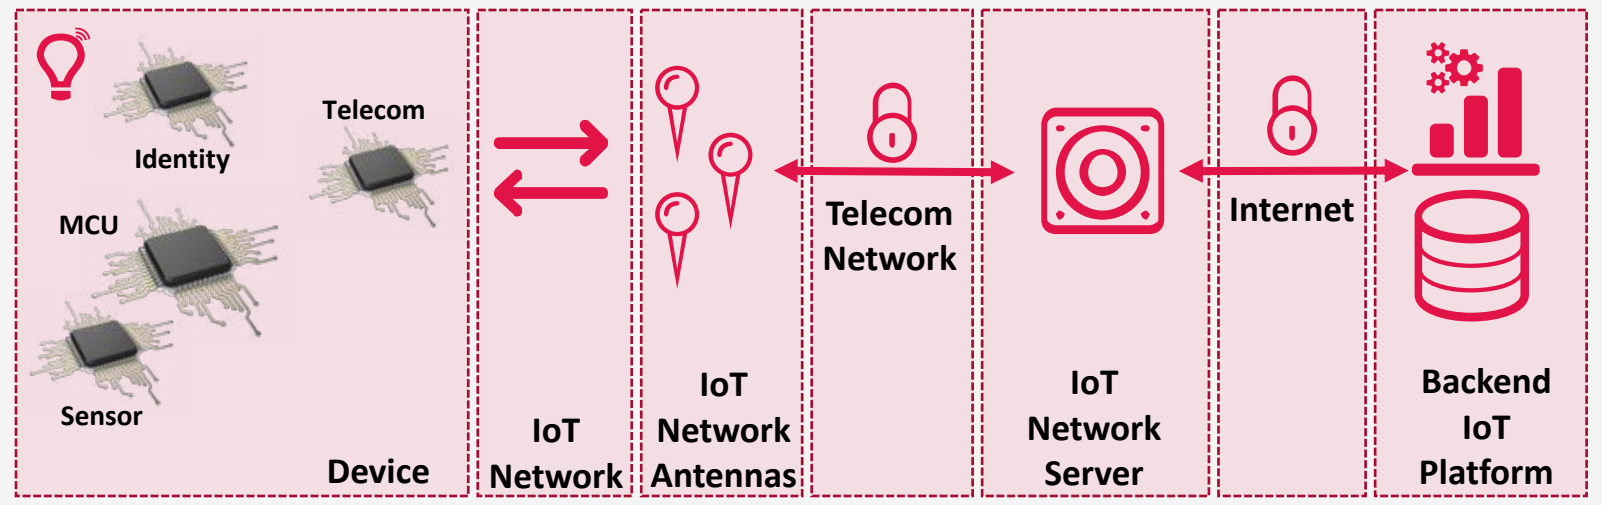 Identity
Telecom
MCU
Sensor
Device
IoT
Network
IoT
Network
Antennas
Telecom
Network
IoT
Network
Server
Internet
Backend
IoT
Platform